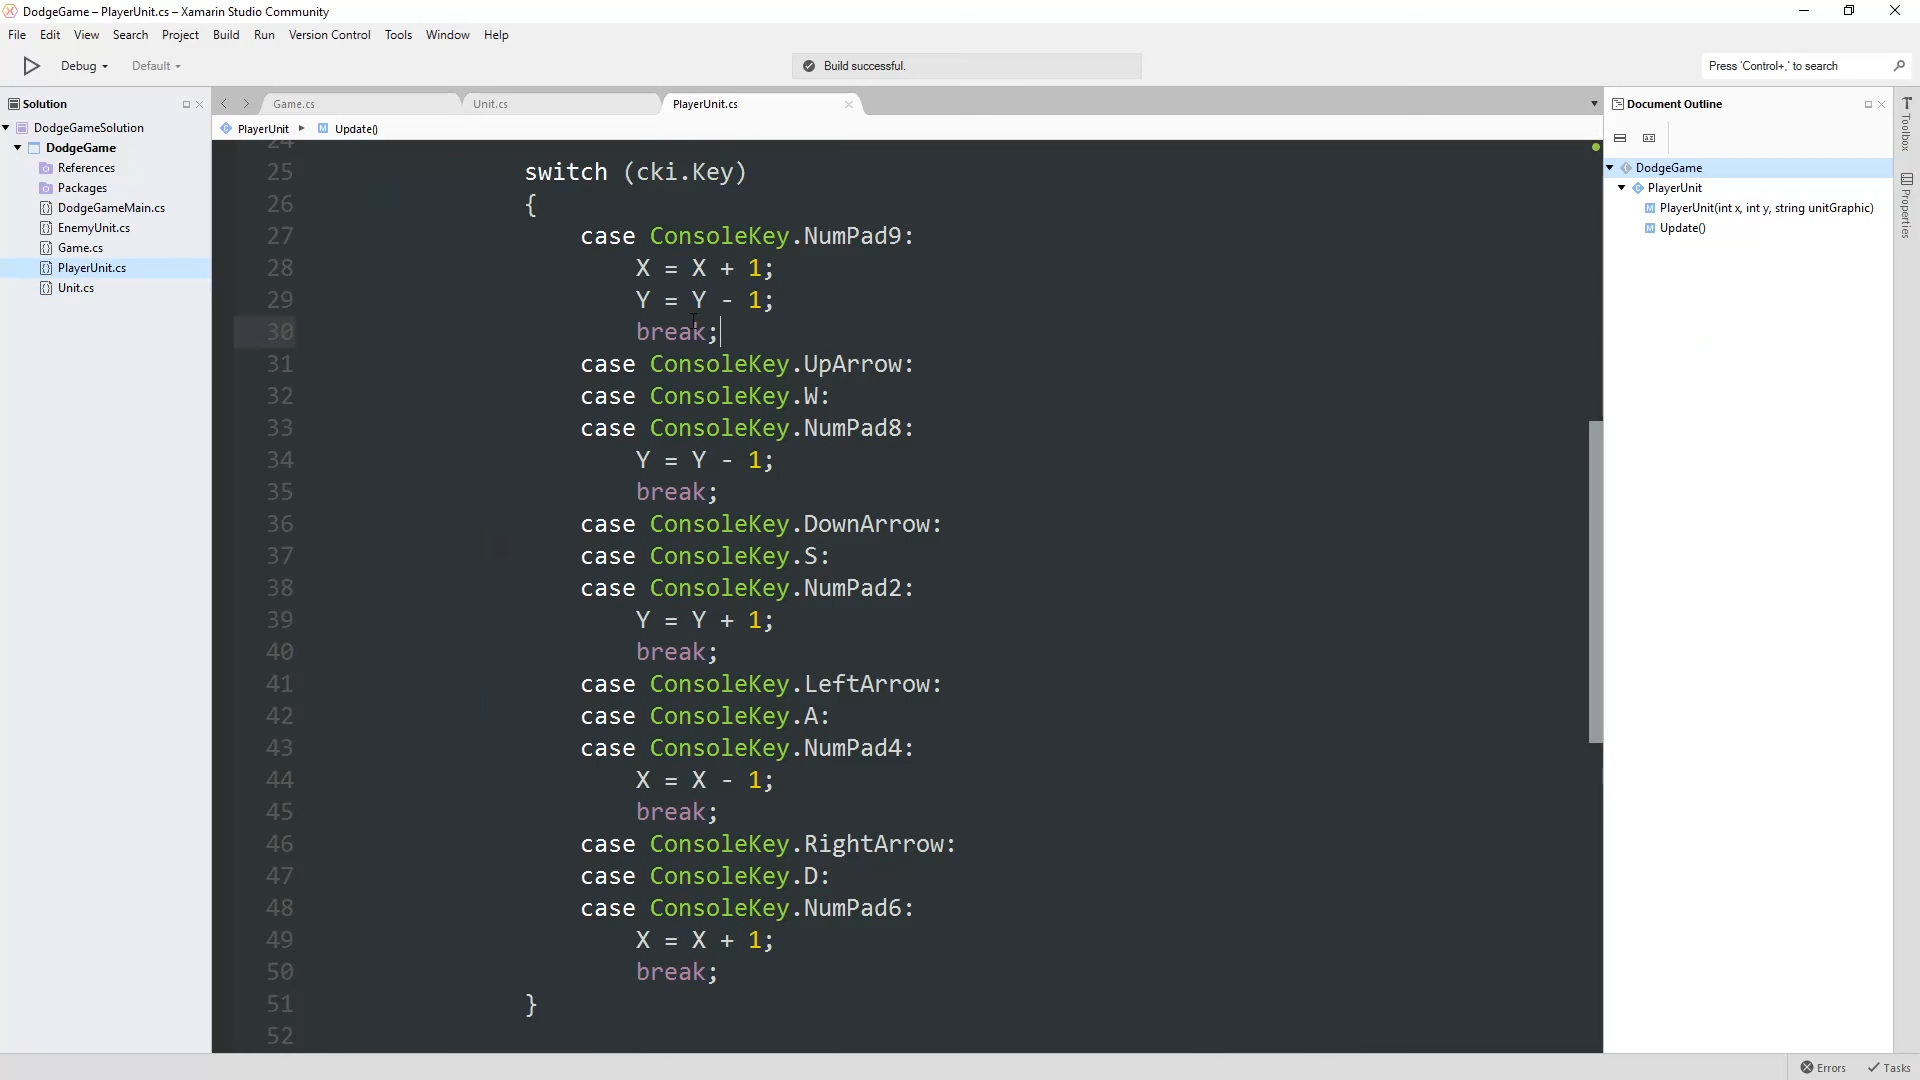 DodgeGame – PlayerUnit.cs – Xamarin Studio Community
File Edit View Search Project Build Run Version Control Tools Window Help
Debug Default Build successful. Press 'Control+,' to search
Solution
DodgeGameSolution
DodgeGame
References
Packages
DodgeGameMain.cs
EnemyUnit.cs
Game.cs
PlayerUnit.cs
Unit.cs
Game.cs Unit.cs PlayerUnit.cs
PlayerUnit Update()
24
25 switch (cki.Key)
26 {
27 case ConsoleKey.NumPad9:
28 X = X + 1;
29 Y = Y - 1;
30 break;
31 case ConsoleKey.UpArrow:
32 case ConsoleKey.W:
33 case ConsoleKey.NumPad8:
34 Y = Y - 1;
35 break;
36 case ConsoleKey.DownArrow:
37 case ConsoleKey.S:
38 case ConsoleKey.NumPad2:
39 Y = Y + 1;
40 break;
41 case ConsoleKey.LeftArrow:
42 case ConsoleKey.A:
43 case ConsoleKey.NumPad4:
44 X = X - 1;
45 break;
46 case ConsoleKey.RightArrow:
47 case ConsoleKey.D:
48 case ConsoleKey.NumPad6:
49 X = X + 1;
50 break;
51 }
52
Document Outline
DodgeGame
PlayerUnit
PlayerUnit(int x, int y, string unitGraphic)
Update()
Toolbox
Properties
Errors Tasks